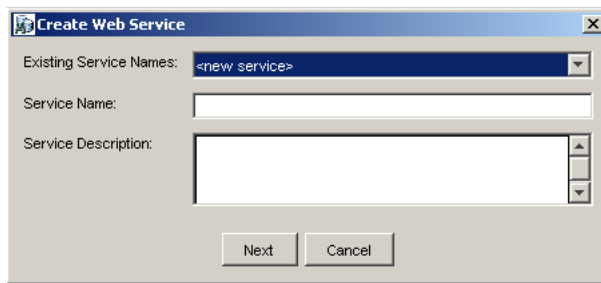 Create Web Service
Existing Service Names: <new service>
Service Name:
Service Description:
Next Cancel